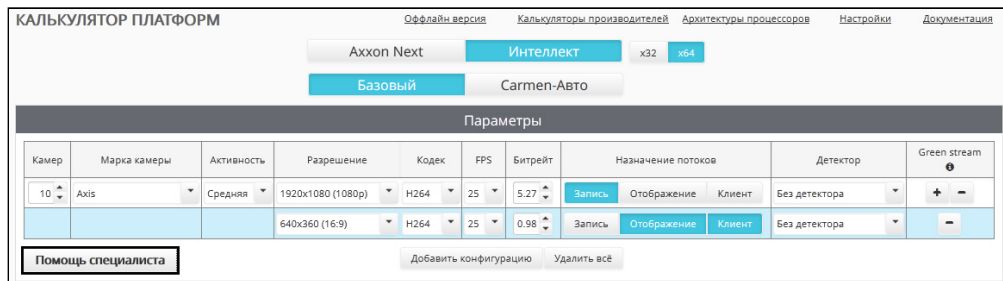 КАЛЬКУЛЯТОР ПЛАТФОРМ Оффлайн версия Калькуляторы производителей Архитектуры процессоров Настройки Документация
Axxon Next Интеллект x32 x64
Базовый Carmen-Авто
Параметры
Камер Марка камеры Активность Разрешение Кодек FPS Битрейт Назначение потоков Детектор Green stream
10 Axis Средняя 1920x1080 (1080p) H264 25 5.27 Запись Отображение Клиент Без детектора + -
640x360 (16:9) H264 25 0.98 Запись Отображение Клиент Без детектора -
Помощь специалиста Добавить конфигурацию Удалить всё